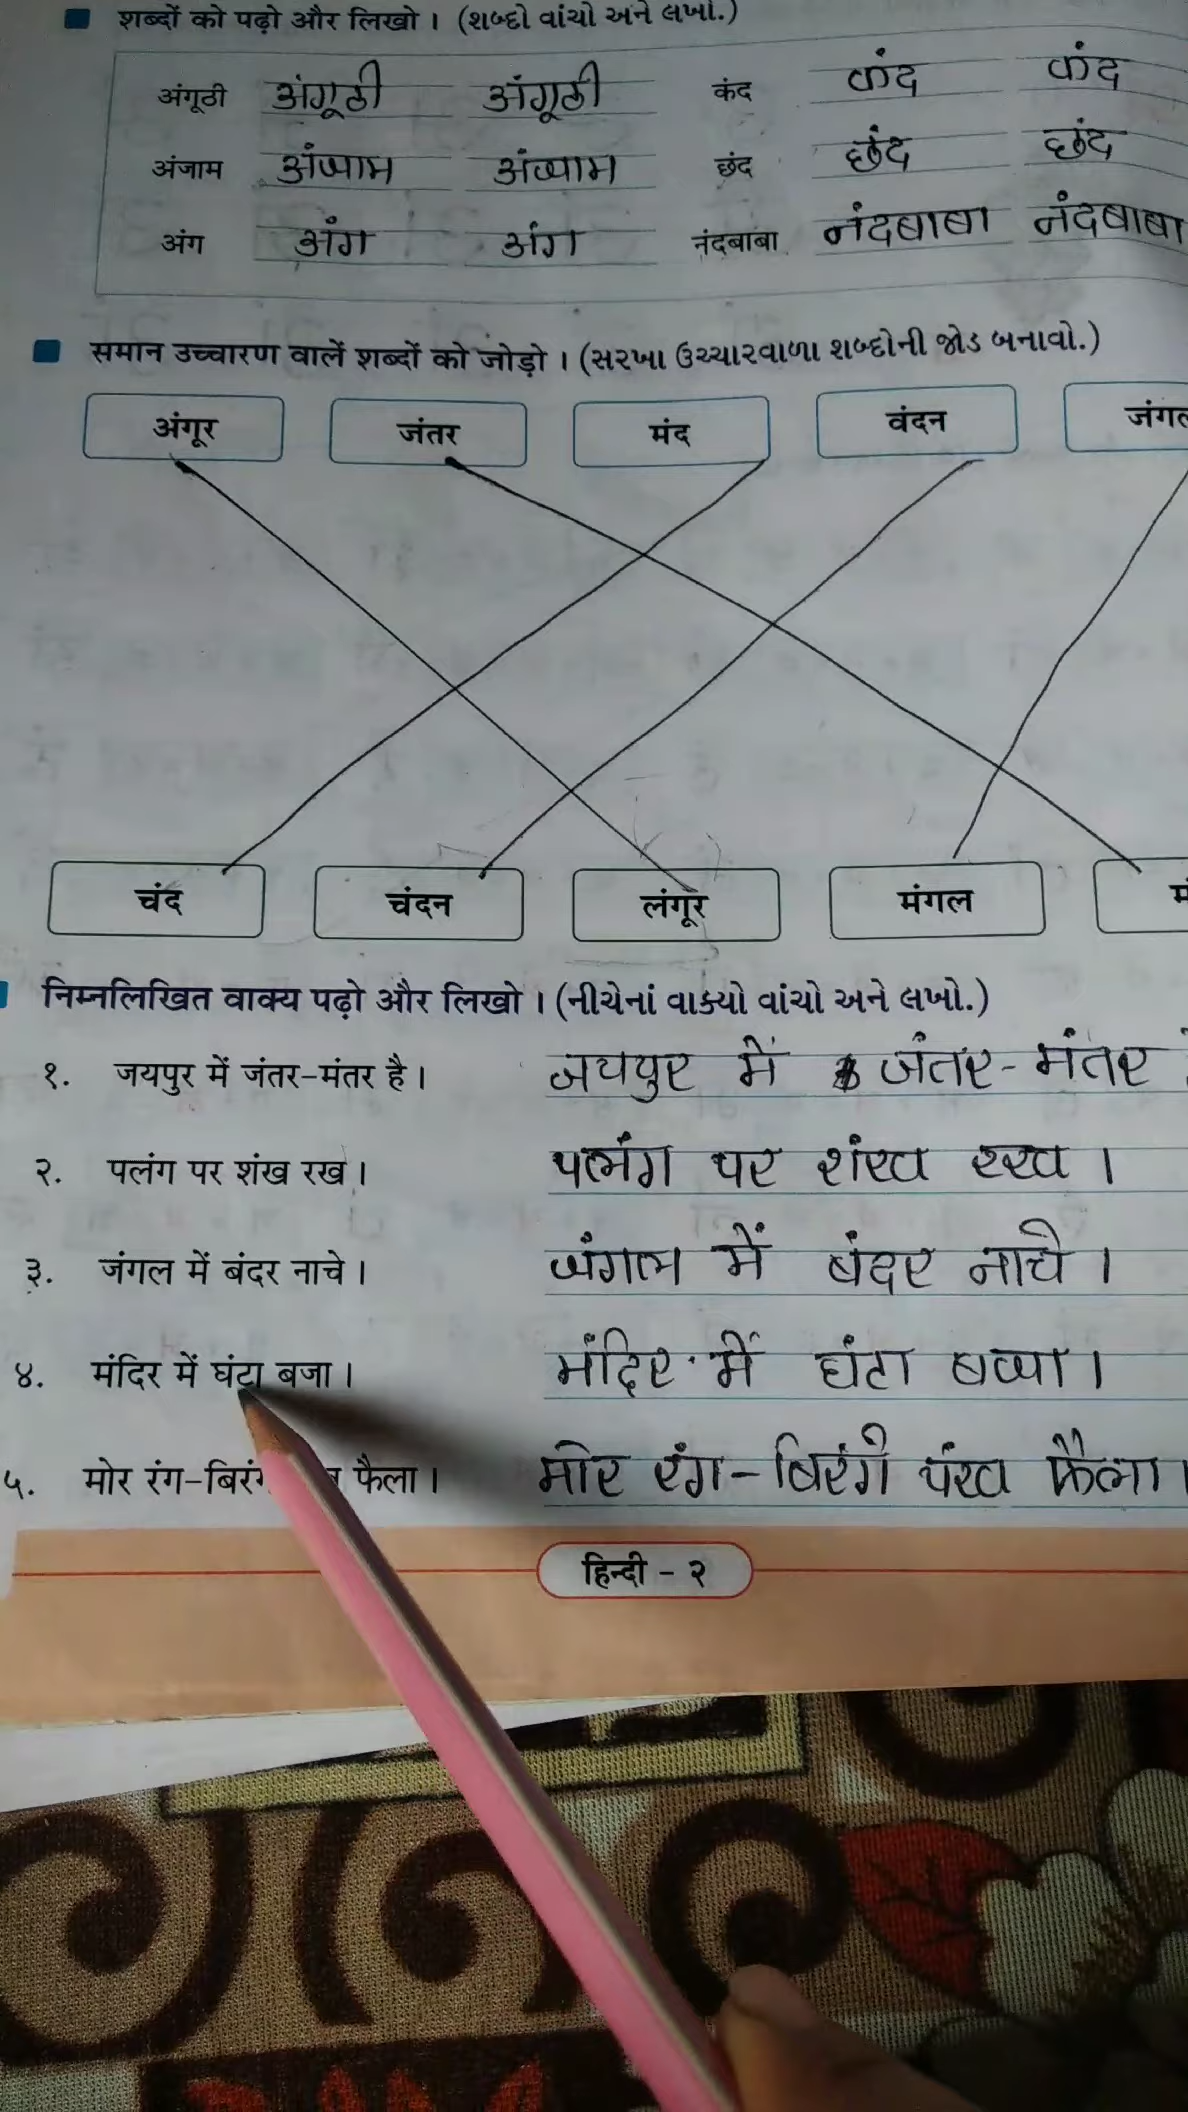 शब्दों को पढ़ो और लिखो । (શબ્દો વાંચો અને લખો.)
अंगूठी अंगूठी अंगूठी कंद कंद कंद
अंजाम अंजाम अंजाम छंद छंद छंद
अंग अंग अंग नंदबाबा नंदबाबा नंदबाबा
समान उच्चारण वालें शब्दों को जोड़ो । (સરખા ઉચ્ચારવાળા શબ્દોની જોડ બનાવો.)
अंगूर जंतर मंद वंदन
चंद चंदन लंगूर मंगल
निम्नलिखित वाक्य पढ़ो और लिखो । (નીચેનાં વાક્યો વાંચો અને લખો.)
१. जयपुर में जंतर-मंतर है । जयपुर में जंतर-मंतर
२. पलंग पर शंख रख । पलंग पर शंख रख ।
३. जंगल में बंदर नाचे । जंगल में बंदर नाचे ।
४. मंदिर में घंटा बजा । मंदिर में घंटा बजा ।
५. मोर रंग-बिरंग फैला । मोर रंग-बिरंगी पंख फैला ।
हिन्दी - २